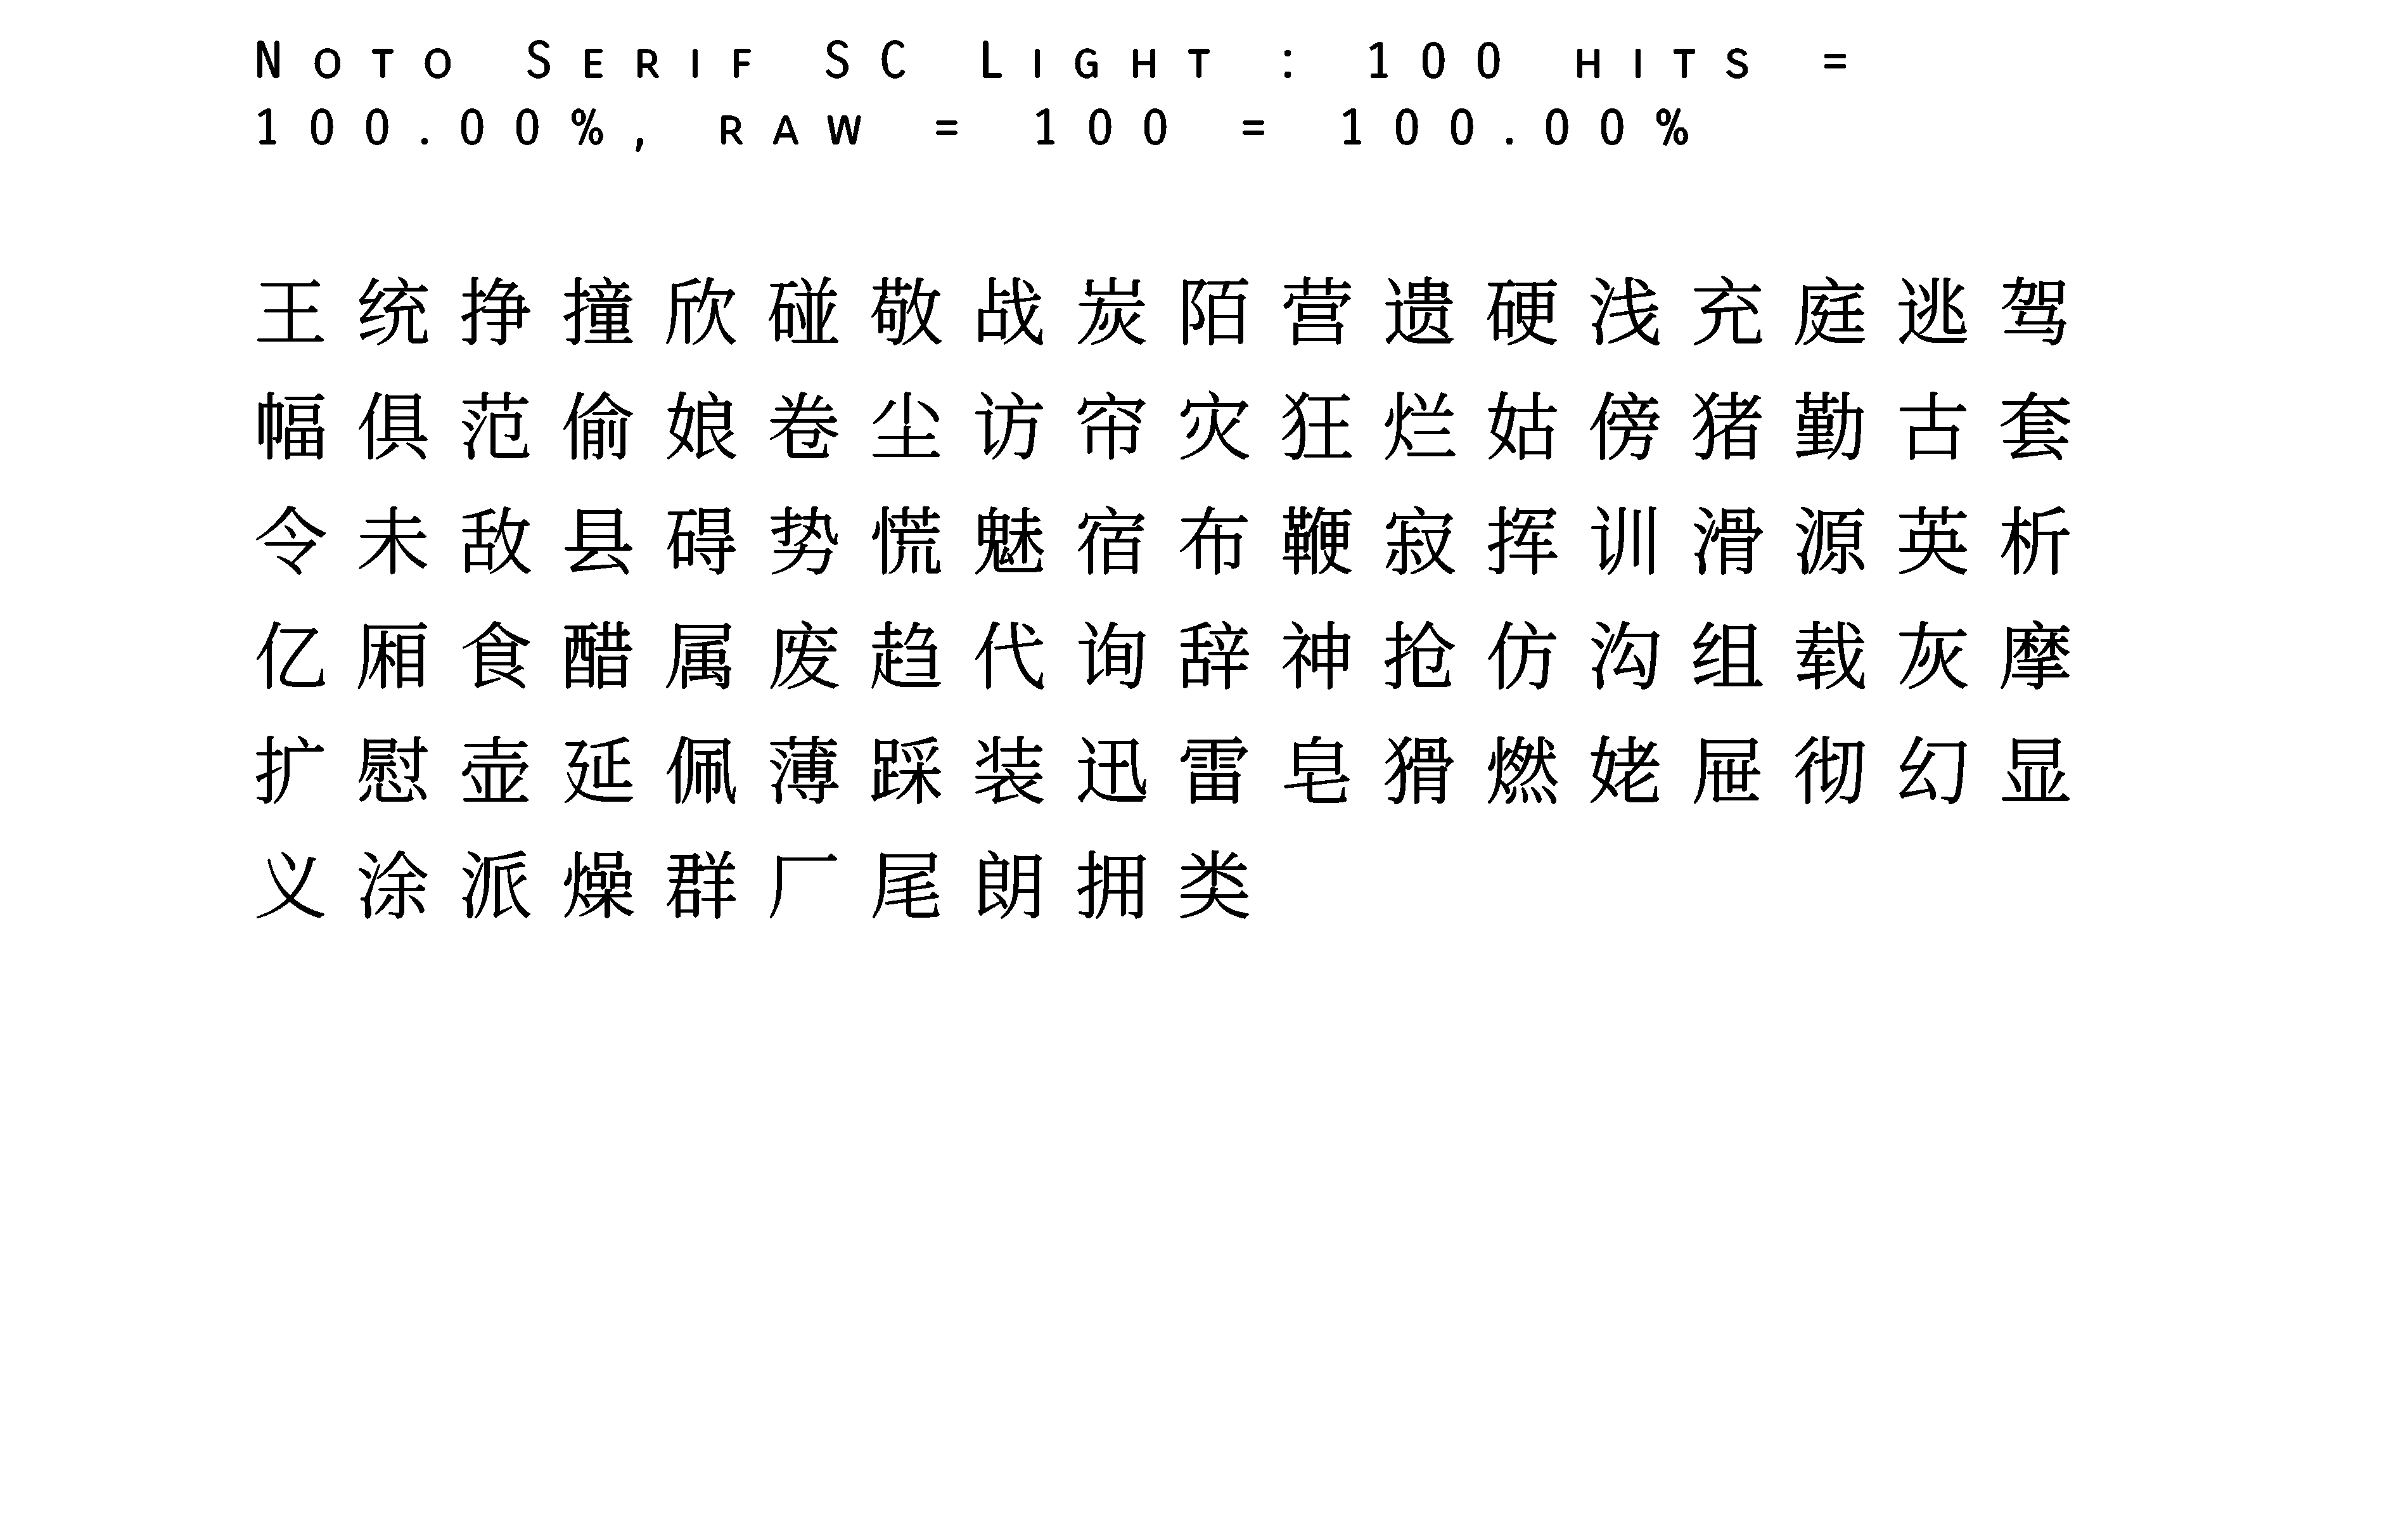 Noto Serif SC Light : 100 hits =
100.00%, raw = 100 = 100.00%
王统挣撞欣碰敬战炭陌营遗硬浅充庭逃驾
幅俱范偷娘卷尘访帘灾狂烂姑傍猪勤古套
令未敌县碍势慌魅宿布鞭寂挥训滑源英析
亿厢食醋属废趋代询辞神抢仿沟组载灰摩
扩慰壶延佩薄踩装迅雷皂猾燃姥屉彻幻显
义涂派燥群厂尾朗拥类